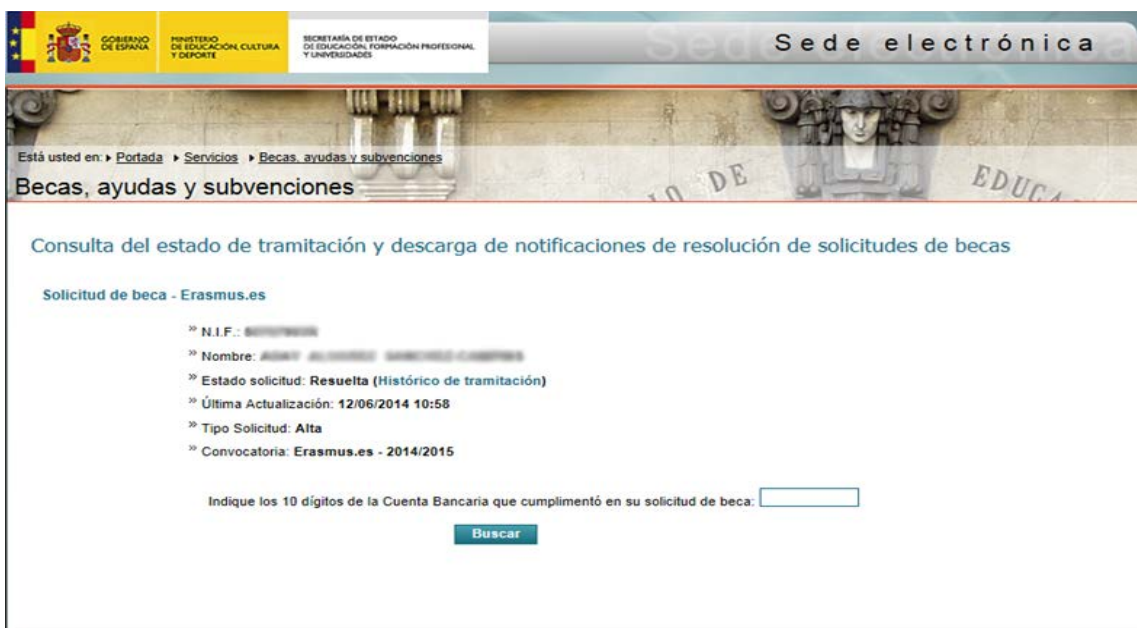 GOBIERNO
DE ESPAÑA
MINISTERIO
DE EDUCACIÓN, CULTURA
Y DEPORTE
SECRETARÍA DE ESTADO
DE EDUCACIÓN, FORMACIÓN PROFESIONAL
Y UNIVERSIDADES
Sede electrónica
Está usted en: Portada Servicios Becas, ayudas y subvenciones
Becas, ayudas y subvenciones
DE EDUCA
Consulta del estado de tramitación y descarga de notificaciones de resolución de solicitudes de becas
Solicitud de beca - Erasmus.es
» N.I.F.:
» Nombre:
» Estado solicitud: Resuelta (Histórico de tramitación)
» Última Actualización: 12/06/2014 10:58
» Tipo Solicitud: Alta
» Convocatoria: Erasmus.es - 2014/2015
Indique los 10 dígitos de la Cuenta Bancaria que cumplimentó en su solicitud de beca:
Buscar